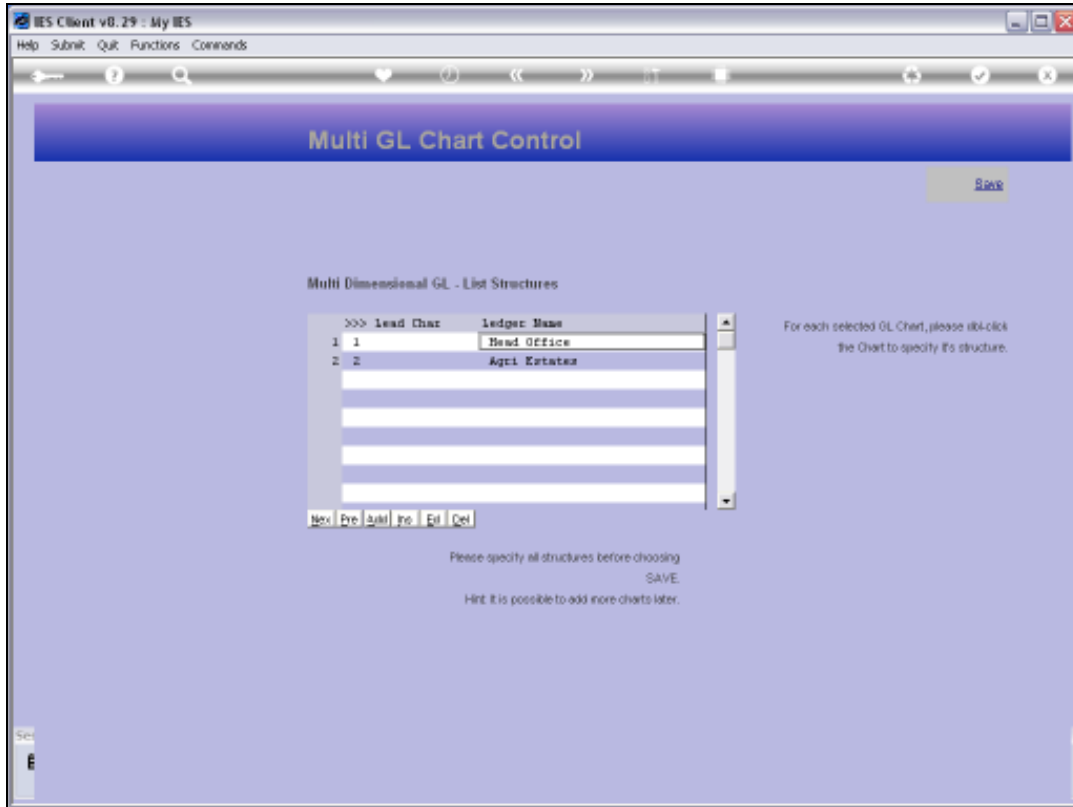 IES Client v8.29 : My IES
Help Submit Quit Functions Commands
Multi GL Chart Control
Save
Multi Dimensional GL - List Structures
>>> Lead Char Ledger Name
1 1 Head Office
2 2 Agri Estates
For each selected GL Chart, please dbl-click
the Chart to specify it's structure.
Nex Pre Add Ins Ed Del
Please specify all structures before choosing
SAVE.
Hint: It is possible to add more charts later.